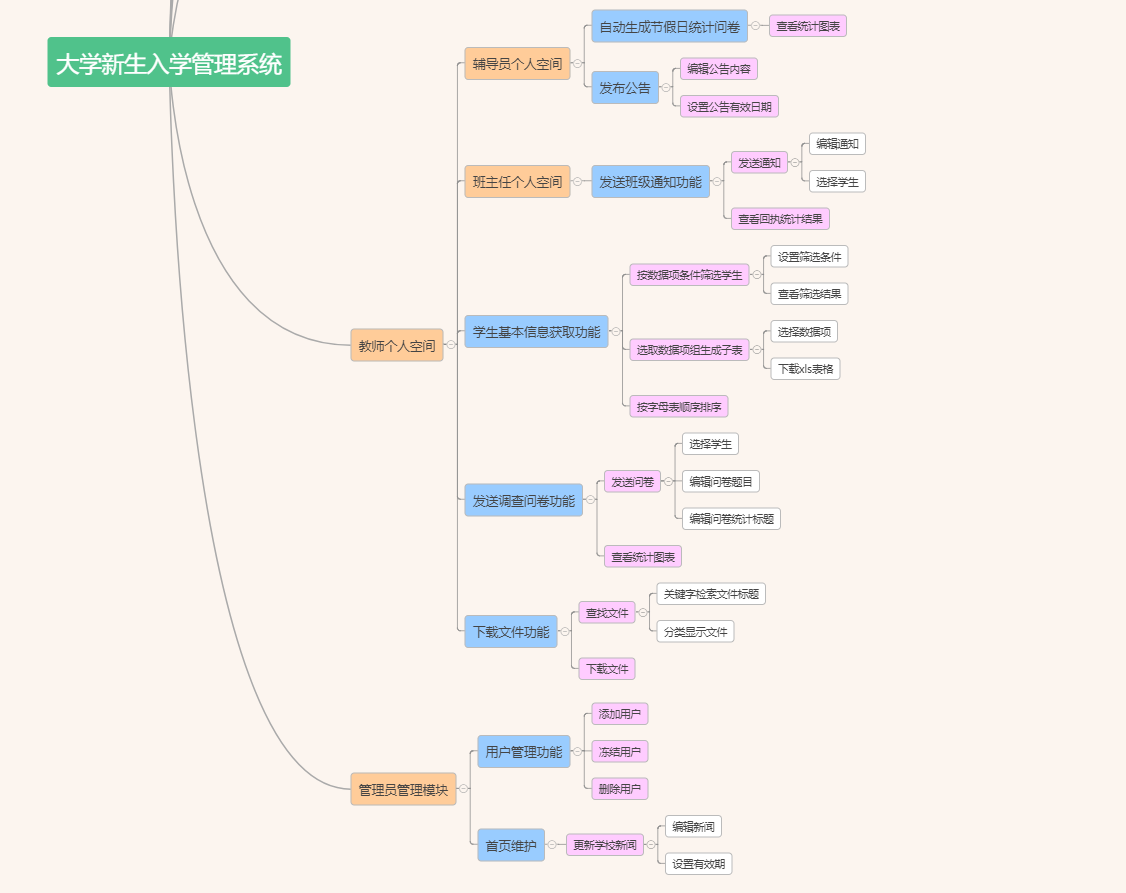 大学新生入学管理系统
教师个人空间
辅导员个人空间
自动生成节假日统计问卷
查看统计图表
发布公告
编辑公告内容
设置公告有效日期
班主任个人空间
发送班级通知功能
发送通知
编辑通知
选择学生
查看回执统计结果
学生基本信息获取功能
按数据项条件筛选学生
设置筛选条件
查看筛选结果
选取数据项组生成子表
选择数据项
下载xls表格
按字母表顺序排序
发送调查问卷功能
发送问卷
选择学生
编辑问卷题目
编辑问卷统计标题
查看统计图表
下载文件功能
查找文件
关键字检索文件标题
分类显示文件
下载文件
管理员管理模块
用户管理功能
添加用户
冻结用户
删除用户
首页维护
更新学校新闻
编辑新闻
设置有效期